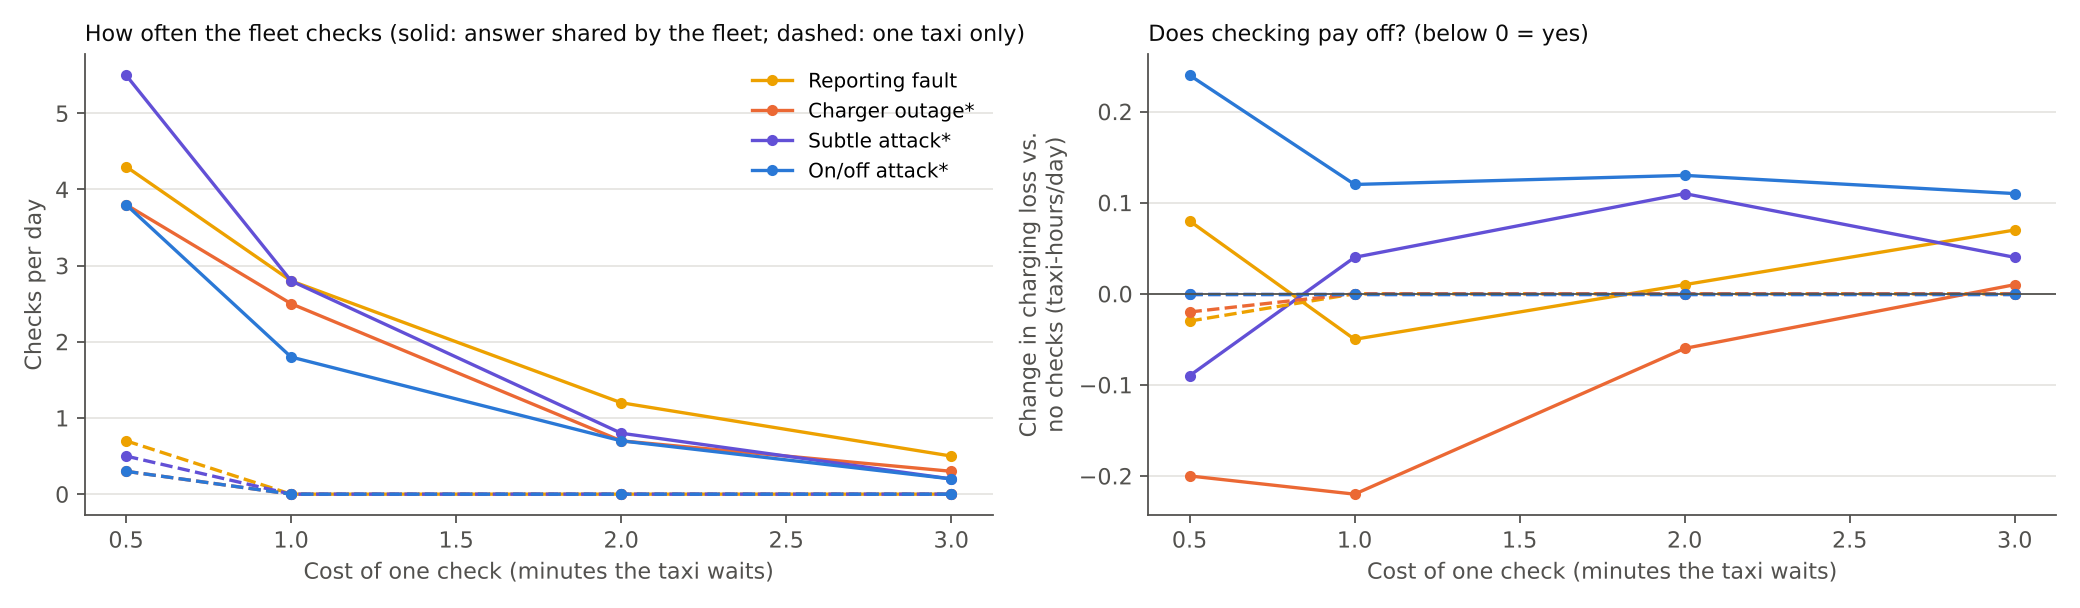 How often the fleet checks (solid: answer shared by the fleet; dashed: one taxi only)
Checks per day
5
4
3
2
1
0
Reporting fault
Charger outage*
Subtle attack*
On/off attack*
0.5
1.0
1.5
2.0
2.5
3.0
Cost of one check (minutes the taxi waits)
Does checking pay off? (below 0 = yes)
Change in charging loss vs.
no checks (taxi-hours/day)
0.2
0.1
0.0
−0.1
−0.2
0.5
1.0
1.5
2.0
2.5
3.0
Cost of one check (minutes the taxi waits)